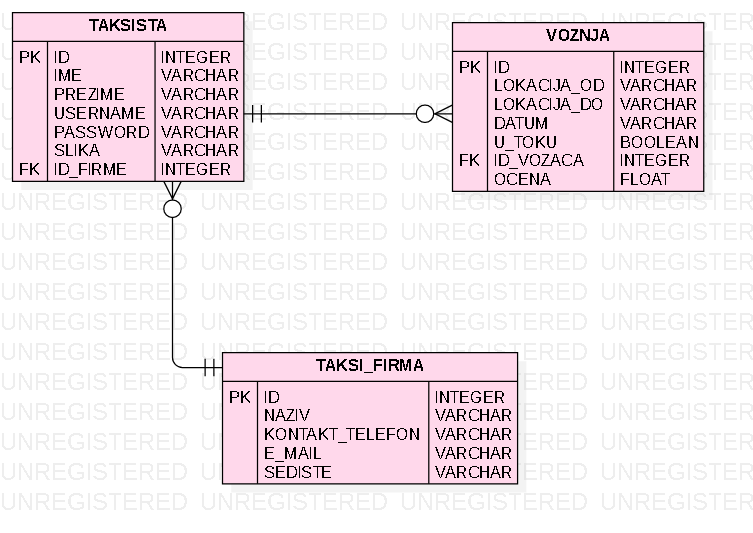 TAKSISTA
PK ID INTEGER
IME VARCHAR
PREZIME VARCHAR
USERNAME VARCHAR
PASSWORD VARCHAR
SLIKA VARCHAR
FK ID_FIRME INTEGER
VOZNJA
PK ID INTEGER
LOKACIJA_OD VARCHAR
LOKACIJA_DO VARCHAR
DATUM VARCHAR
U_TOKU BOOLEAN
FK ID_VOZACA INTEGER
OCENA FLOAT
TAKSI_FIRMA
PK ID INTEGER
NAZIV VARCHAR
KONTAKT_TELEFON VARCHAR
E_MAIL VARCHAR
SEDISTE VARCHAR
UNREGISTERED UNREGISTERED UNREGISTERED UNREGISTERED